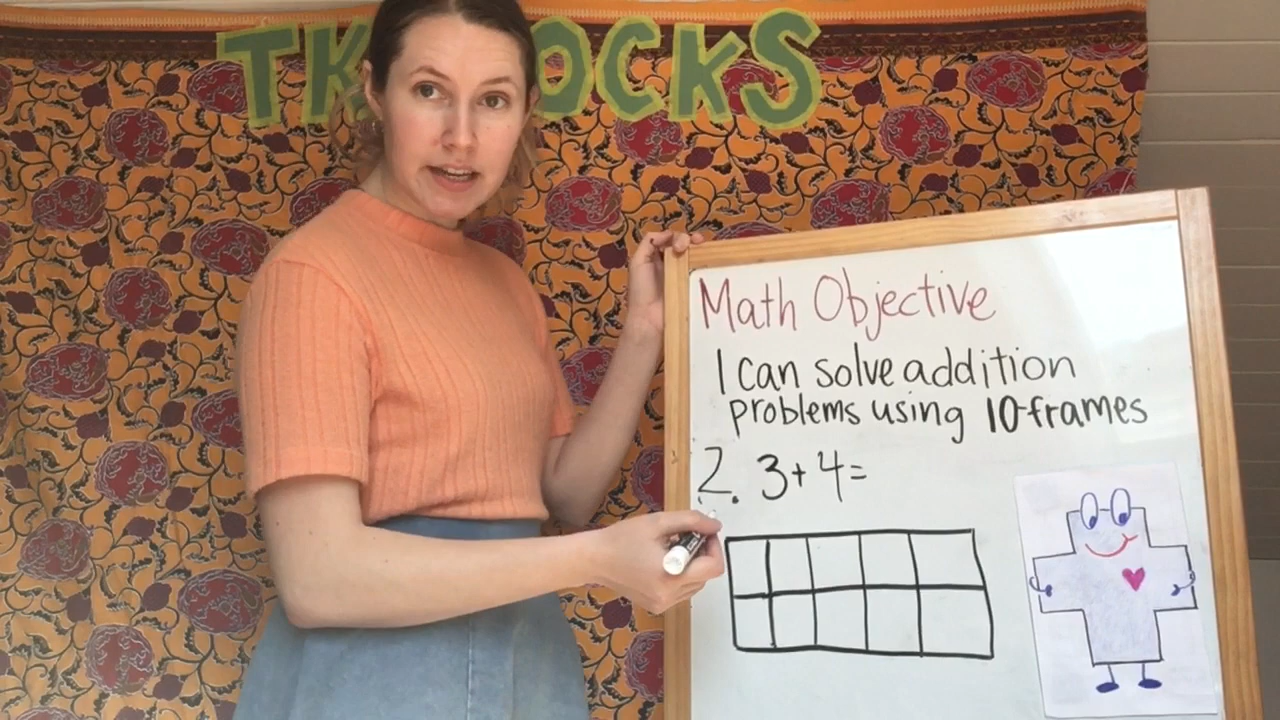 TK ROCKS
Math Objective
I can solve addition
problems using 10-frames
2. 3+4=